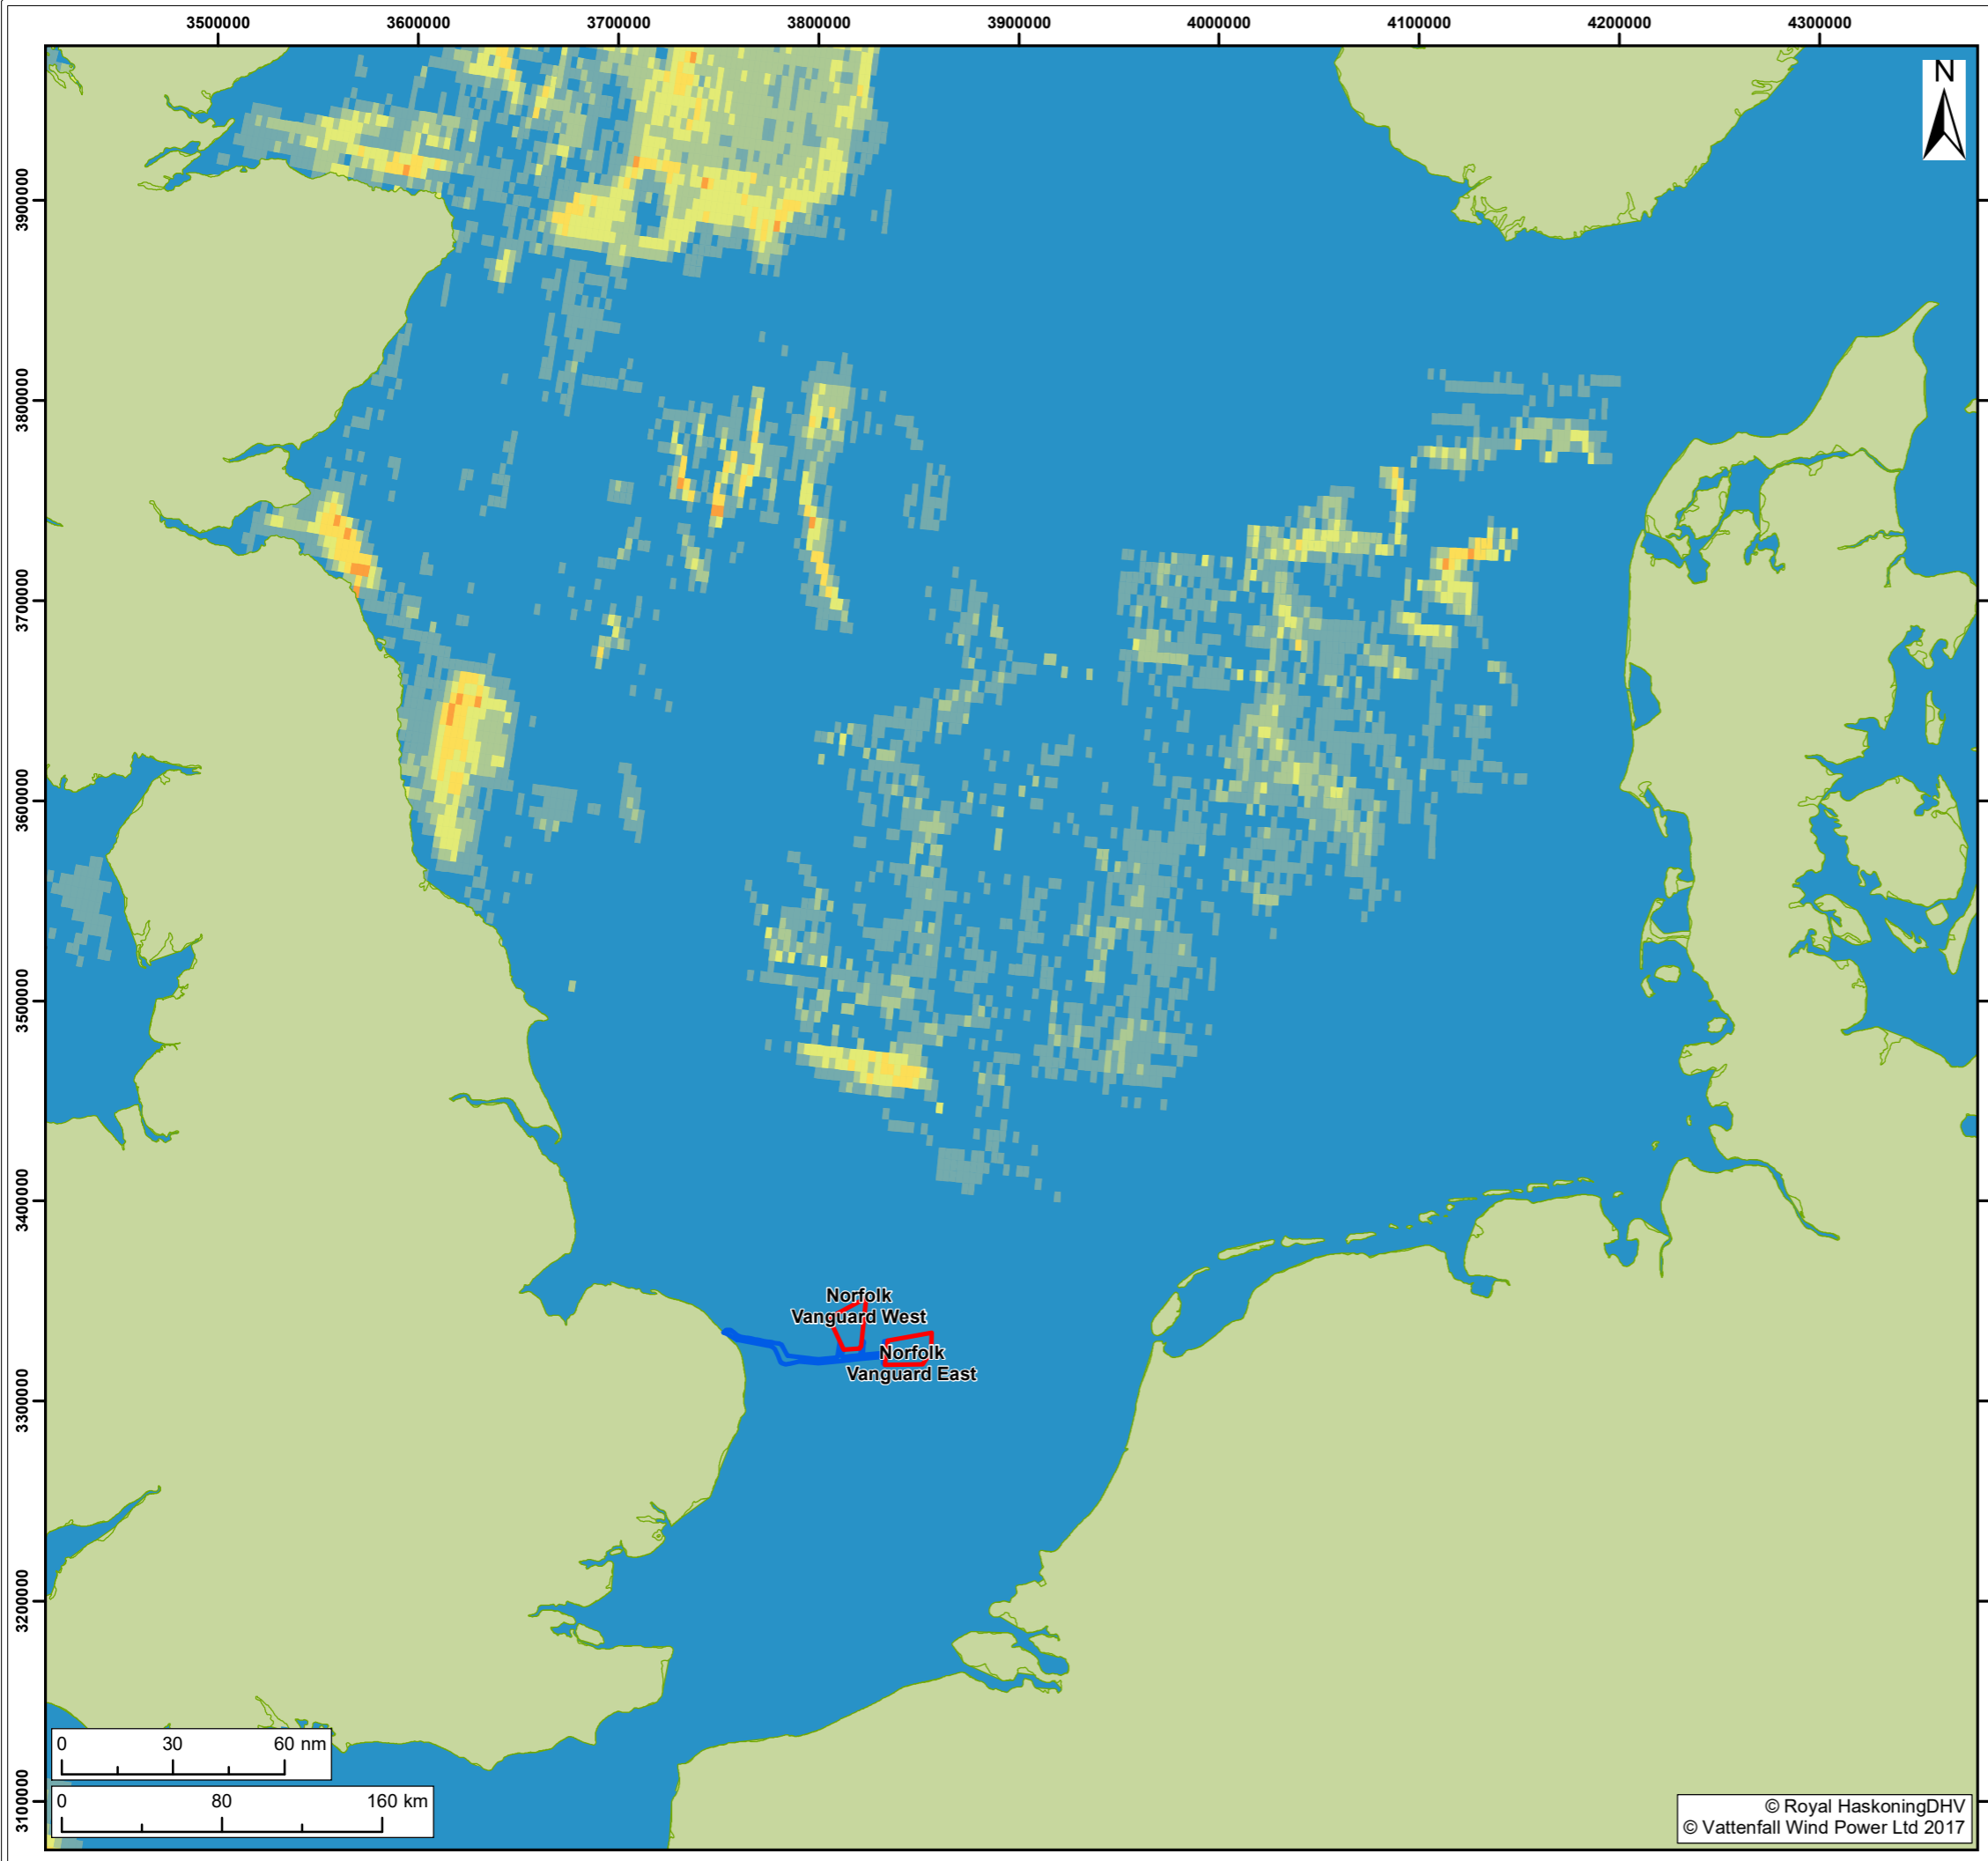 3500000 3600000 3700000 3800000 3900000 4000000 4100000 4200000 4300000
N
3900000
3800000
3700000
3600000
3500000
3400000
3300000
3200000
3100000
Norfolk
Vanguard West
Norfolk
Vanguard East
0 30 60 nm
0 80 160 km
© Royal HaskoningDHV
© Vattenfall Wind Power Ltd 2017